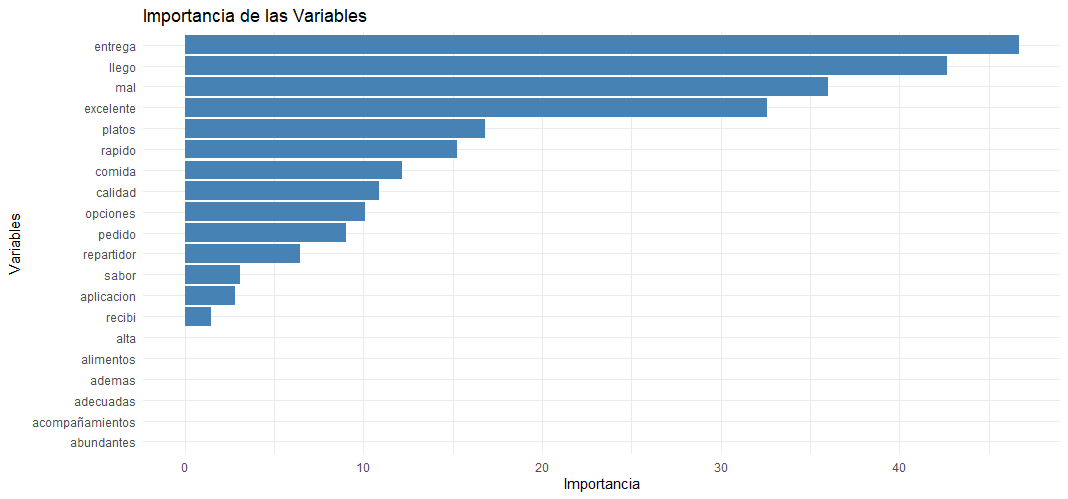 Importancia de las Variables
Variables
entrega
llego
mal
excelente
platos
rapido
comida
calidad
opciones
pedido
repartidor
sabor
aplicacion
recibi
alta
alimentos
ademas
adecuadas
acompañamientos
abundantes
0 10 20 30 40
Importancia